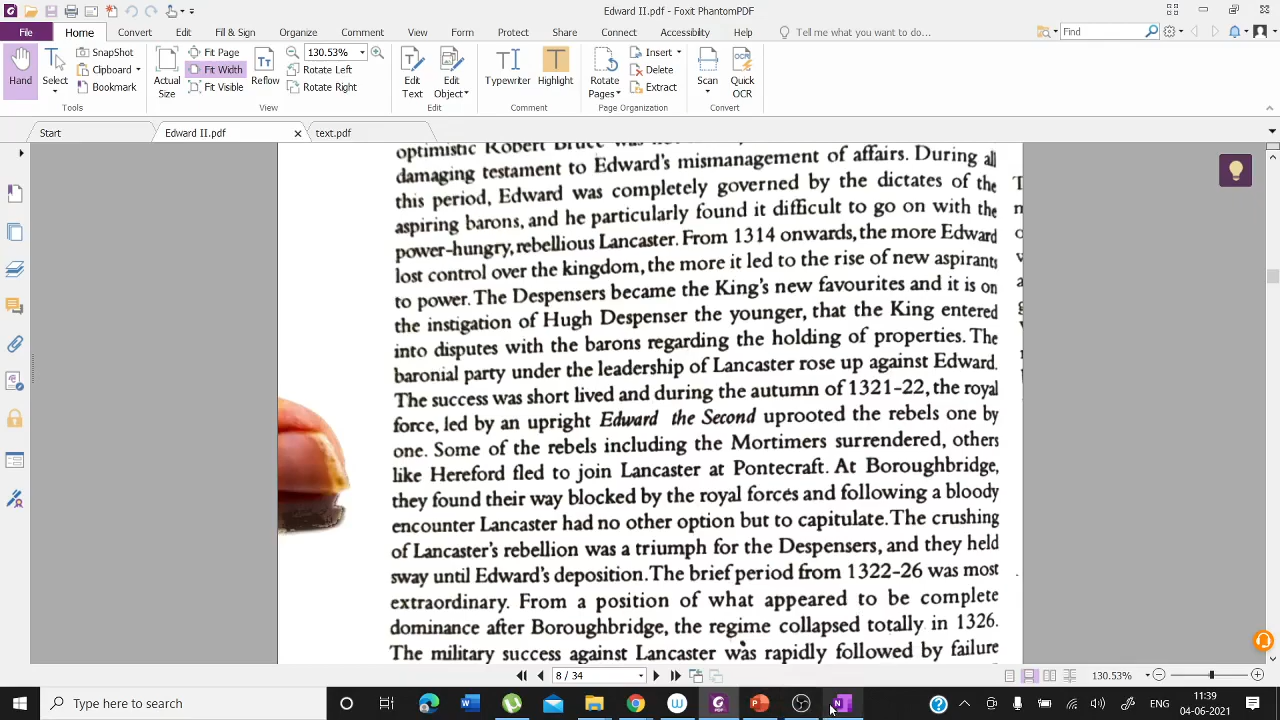 Edward II.pdf - Foxit PhantomPDF
File Home Convert Edit Fill & Sign Organize Comment View Form Protect Share Connect Accessibility Help Tell me what you want to do... Find
Hand
Select
SnapShot
Clipboard
Bookmark
Tools
Actual Size
Fit Page
Fit Width
Fit Visible
Reflow
130.53%
Rotate Left
Rotate Right
View
Edit Text
Edit Object
Edit
Typewriter
Highlight
Comment
Rotate Pages
Insert
Delete
Extract
Page Organization
Scan
Quick OCR
Convert
Start Edward II.pdf text.pdf
optimistic Robert Bruce was
damaging testament to Edward's mismanagement of affairs. During all
this period, Edward was completely governed by the dictates of the
aspiring barons, and he particularly found it difficult to go on with the
power-hungry, rebellious Lancaster. From 1314 onwards, the more Edward
lost control over the kingdom, the more it led to the rise of new aspirants
to power. The Despensers became the King's new favourites and it is on
the instigation of Hugh Despenser the younger, that the King entered
into disputes with the barons regarding the holding of properties. The
baronial party under the leadership of Lancaster rose up against Edward.
The success was short lived and during the autumn of 1321-22, the royal
force, led by an upright Edward the Second uprooted the rebels one by
one. Some of the rebels including the Mortimers surrendered, others
like Hereford fled to join Lancaster at Pontecraft. At Boroughbridge,
they found their way blocked by the royal forces and following a bloody
encounter Lancaster had no other option but to capitulate. The crushing
of Lancaster's rebellion was a triumph for the Despensers, and they held
sway until Edward's deposition. The brief period from 1322-26 was most
extraordinary. From a position of what appeared to be complete
dominance after Boroughbridge, the regime collapsed totally in 1326.
The military success against Lancaster was rapidly followed by failure
8 / 34
130.53%
Type here to search
ENG
11:39
04-06-2021